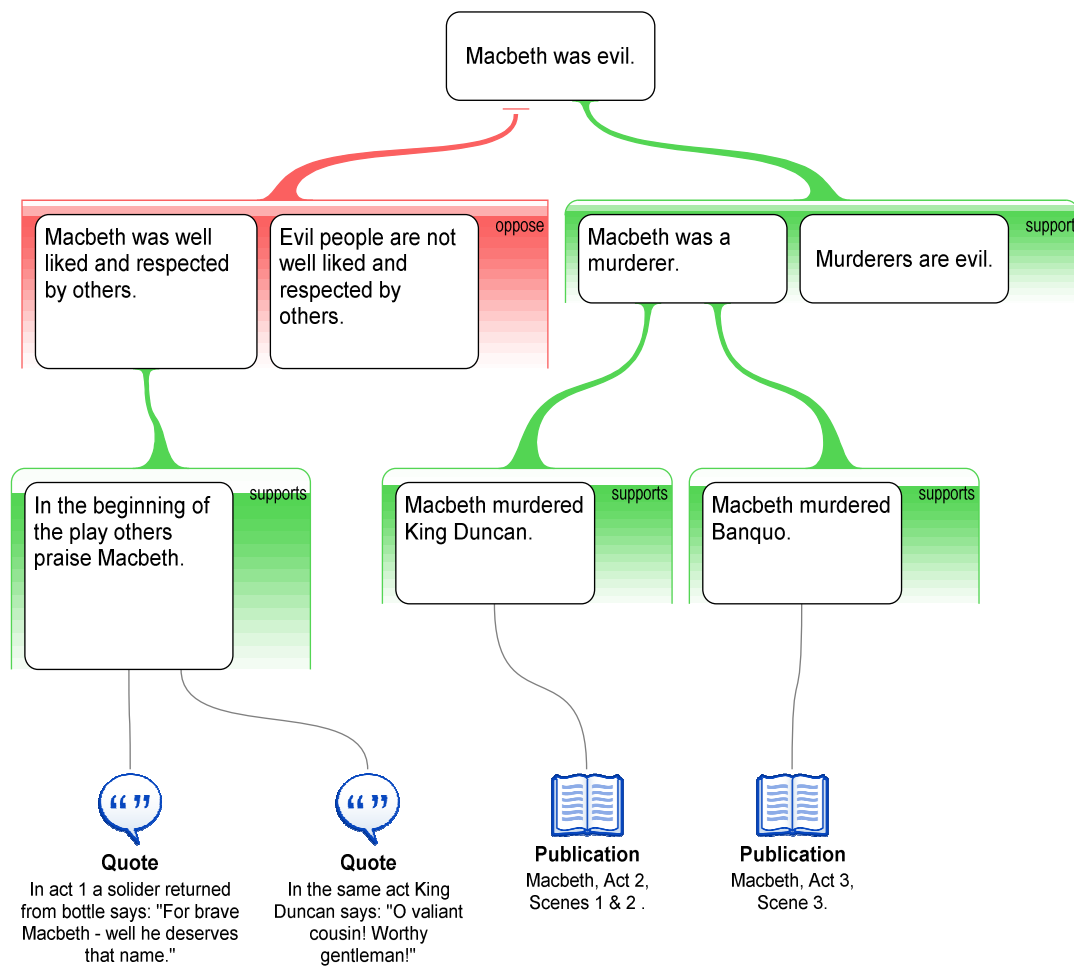 Macbeth was evil.
oppose
Macbeth was well
liked and respected
by others.
Evil people are not
well liked and
respected by
others.
supports
Macbeth was a
murderer.
Murderers are evil.
supports
In the beginning of
the play others
praise Macbeth.
supports
Macbeth murdered
King Duncan.
supports
Macbeth murdered
Banquo.
“ ”
Quote
In act 1 a solider returned
from bottle says: "For brave
Macbeth - well he deserves
that name."
“ ”
Quote
In the same act King
Duncan says: "O valiant
cousin! Worthy
gentleman!"
Publication
Macbeth, Act 2,
Scenes 1 & 2 .
Publication
Macbeth, Act 3,
Scene 3.